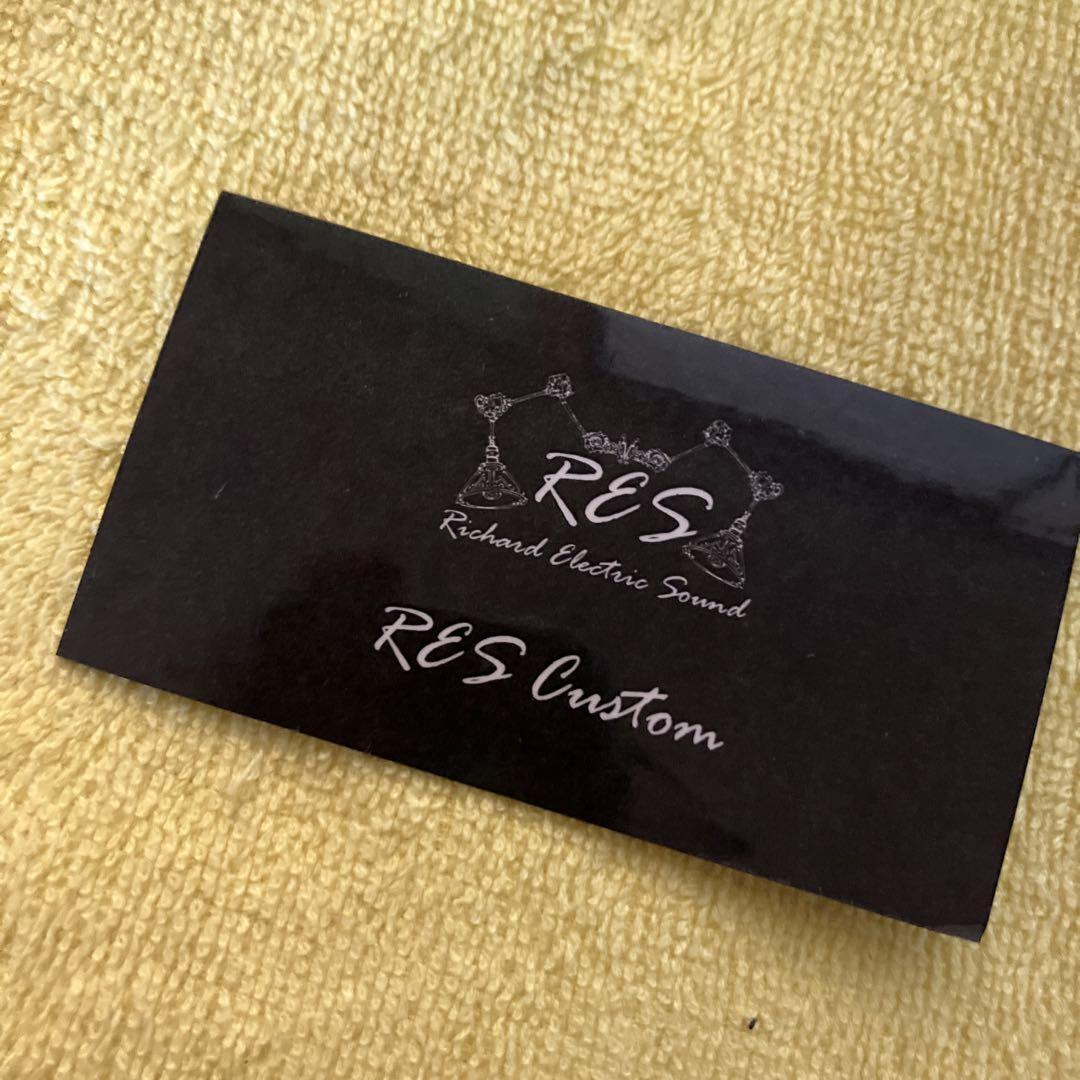 RES
Richard Electric Sound
RES Custom